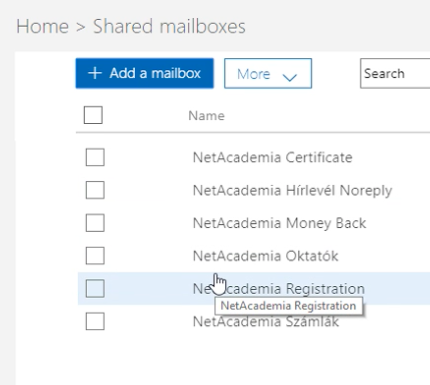 Home > Shared mailboxes
+ Add a mailbox More Search
Name
NetAcademia Certificate
NetAcademia Hírlevél Noreply
NetAcademia Money Back
NetAcademia Oktatók
NetAcademia Registration
NetAcademia Registration
NetAcademia Számlák